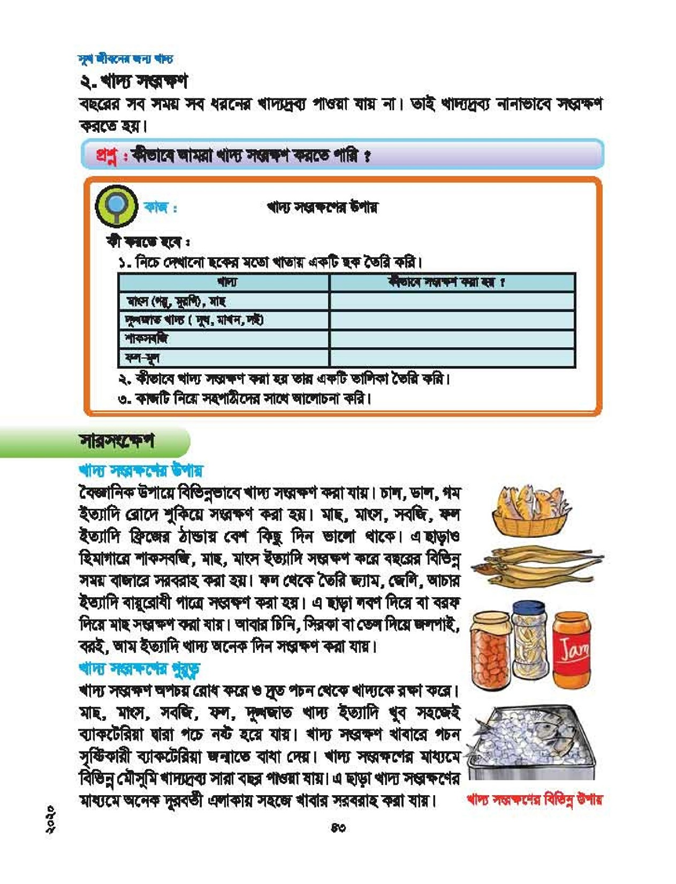 সুস্থ জীবনের জন্য খাদ্য
২. খাদ্য সংরক্ষণ
বছরের সব সময় সব ধরনের খাদ্যদ্রব্য পাওয়া যায় না। তাই খাদ্যদ্রব্য নানাভাবে সংরক্ষণ
করতে হয়।
প্রশ্ন : কীভাবে আমরা খাদ্য সংরক্ষণ করতে পারি ?
কাজ : খাদ্য সংরক্ষণের উপায়
কী করতে হবে :
১. নিচে দেখানো ছকের মতো খাতায় একটি ছক তৈরি করি।
খাদ্য কীভাবে সংরক্ষণ করা হয় ?
মাংস (গরু, মুরগি), মাছ
দুগ্ধজাত খাদ্য ( দুধ, মাখন, দই)
শাকসবজি
ফল-মূল
২. কীভাবে খাদ্য সংরক্ষণ করা হয় তার একটি তালিকা তৈরি করি।
৩. কাজটি নিয়ে সহপাঠীদের সাথে আলোচনা করি।
সারসংক্ষেপ
খাদ্য সংরক্ষণের উপায়
বৈজ্ঞানিক উপায়ে বিভিন্নভাবে খাদ্য সংরক্ষণ করা যায়। চাল, ডাল, গম
ইত্যাদি রোদে শুকিয়ে সংরক্ষণ করা হয়। মাছ, মাংস, সবজি, ফল
ইত্যাদি ফ্রিজের ঠান্ডায় বেশ কিছু দিন ভালো থাকে। এছাড়াও
হিমাগারে শাকসবজি, মাছ, মাংস ইত্যাদি সংরক্ষণ করে বছরের বিভিন্ন
সময় বাজারে সরবরাহ করা হয়। ফল থেকে তৈরি জ্যাম, জেলি, আচার
ইত্যাদি বায়ুরোধী পাত্রে সংরক্ষণ করা হয়। এ ছাড়া লবণ দিয়ে বা বরফ
দিয়ে মাছ সংরক্ষণ করা যায়। আবার চিনি, সিরকা বা তেল দিয়ে জলপাই,
বরই, আম ইত্যাদি খাদ্য অনেক দিন সংরক্ষণ করা যায়।
খাদ্য সংরক্ষণের গুরুত্ব
খাদ্য সংরক্ষণ অপচয় রোধ করে ও দ্রুত পচন থেকে খাদ্যকে রক্ষা করে।
মাছ, মাংস, সবজি, ফল, দুগ্ধজাত খাদ্য ইত্যাদি খুব সহজেই
ব্যাকটেরিয়া দ্বারা পচে নষ্ট হয়ে যায়। খাদ্য সংরক্ষণ খাবারে পচন
সৃষ্টিকারী ব্যাকটেরিয়া জন্মাতে বাধা দেয়। খাদ্য সংরক্ষণের মাধ্যমে
বিভিন্ন মৌসুমি খাদ্যদ্রব্য সারা বছর পাওয়া যায়। এ ছাড়া খাদ্য সংরক্ষণের
মাধ্যমে অনেক দূরবর্তী এলাকায় সহজে খাবার সরবরাহ করা যায়।
Jam
খাদ্য সংরক্ষণের বিভিন্ন উপায়
২০২০
৪৩